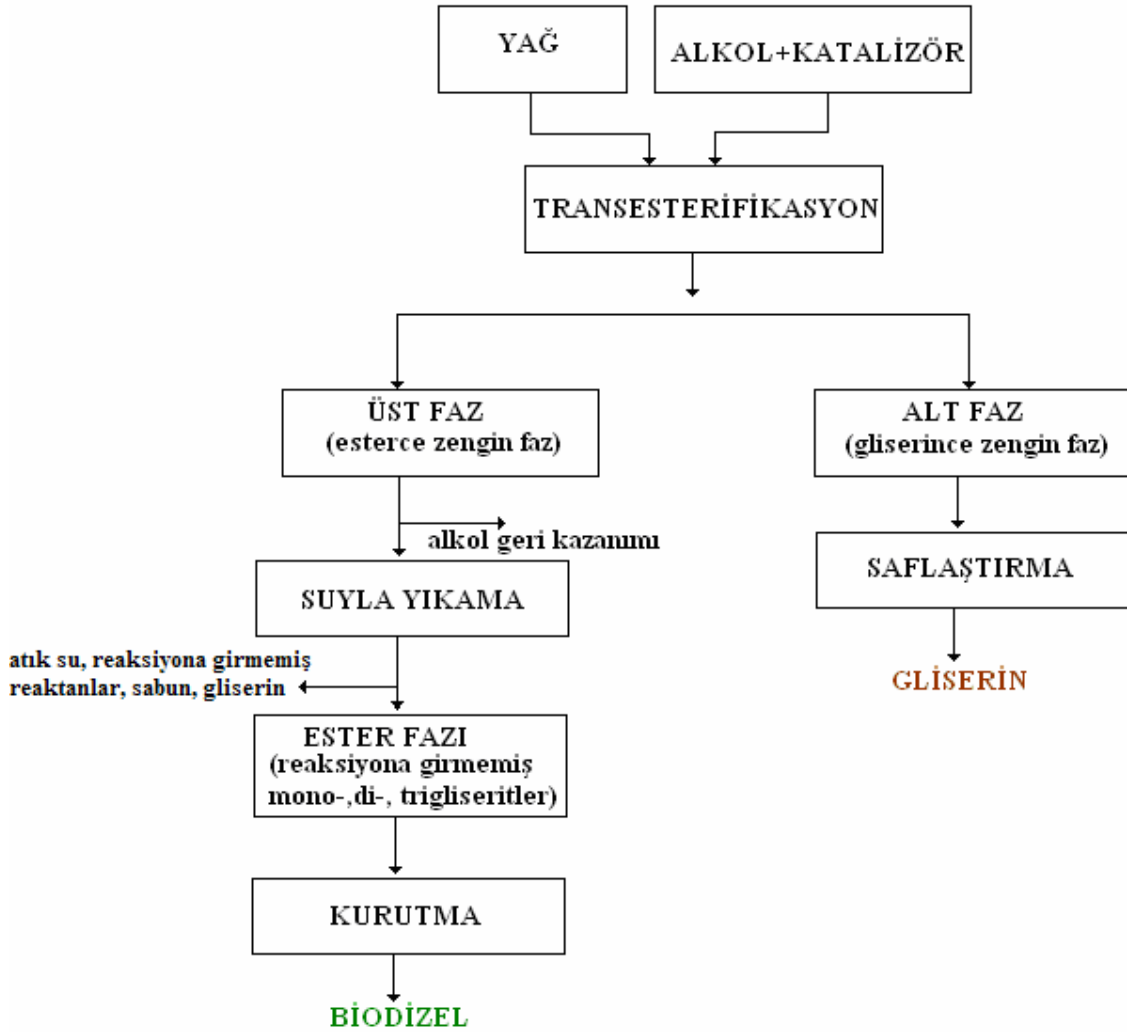 YAĞ
ALKOL+KATALİZÖR
TRANSESTERİFİKASYON
ÜST FAZ
(esterce zengin faz)
ALT FAZ
(gliserince zengin faz)
alkol geri kazanımı
SUYLA YIKAMA
SAFLAŞTIRMA
atık su, reaksiyona girmemiş
reaktanlar, sabun, gliserin
GLİSERİN
ESTER FAZI
(reaksiyona girmemiş
mono-,di-, trigliseritler)
KURUTMA
BİODİZEL